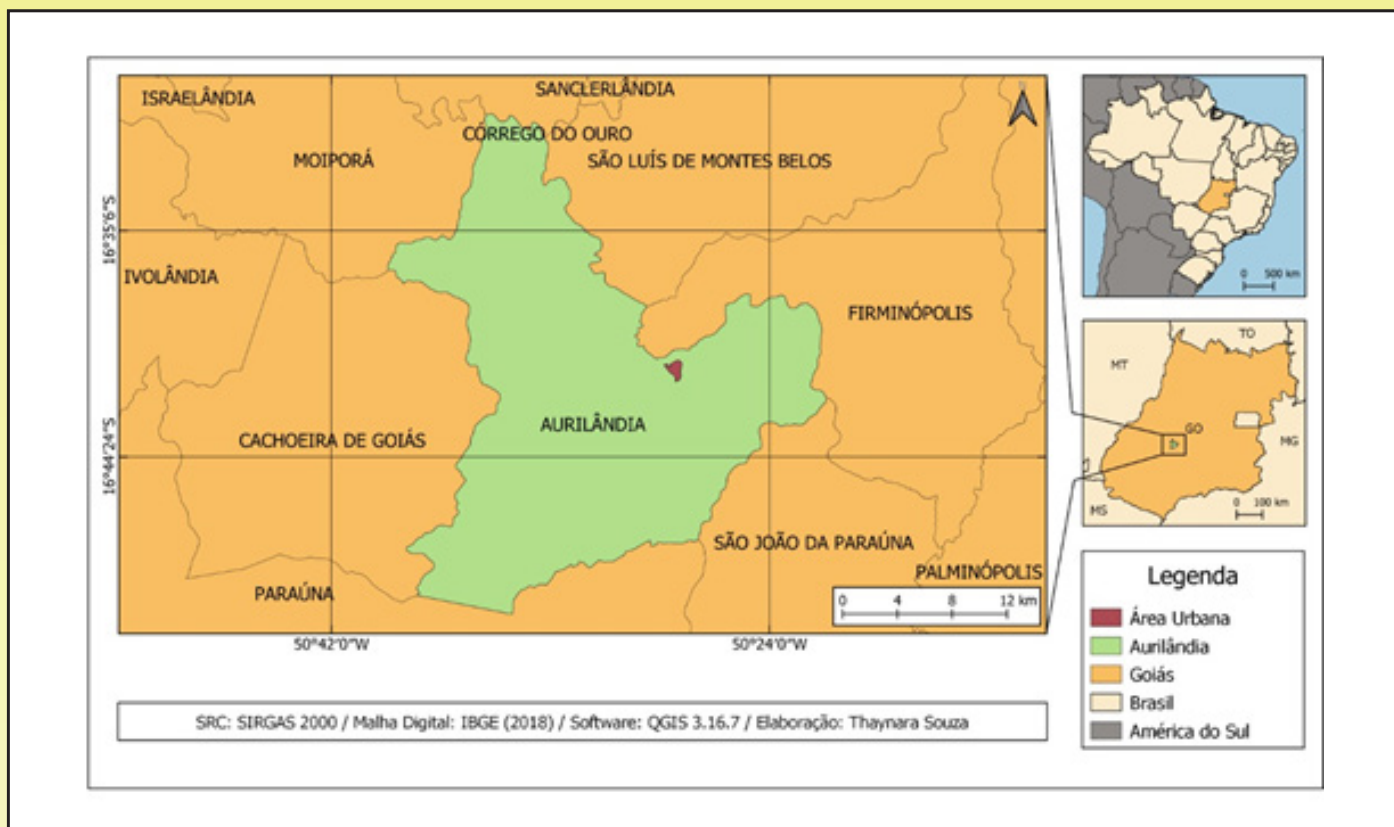 ISRAELÂNDIA
SANCLERLÂNDIA
CÓRREGO DO OURO
MOIPORÁ
SÃO LUÍS DE MONTES BELOS
16°35'6"S
IVOLÂNDIA
FIRMINÓPOLIS
AURILÂNDIA
CACHOEIRA DE GOIÁS
16°44'24"S
SÃO JOÃO DA PARAÚNA
PALMINÓPOLIS
PARAÚNA
0 4 8 12 km
50°42'0"W
50°24'0"W
0 500 km
TO
MT
GO
MG
0 100 km
MS
Legenda
Área Urbana
Aurilândia
Goiás
Brasil
América do Sul
SRC: SIRGAS 2000 / Malha Digital: IBGE (2018) / Software: QGIS 3.16.7 / Elaboração: Thaynara Souza